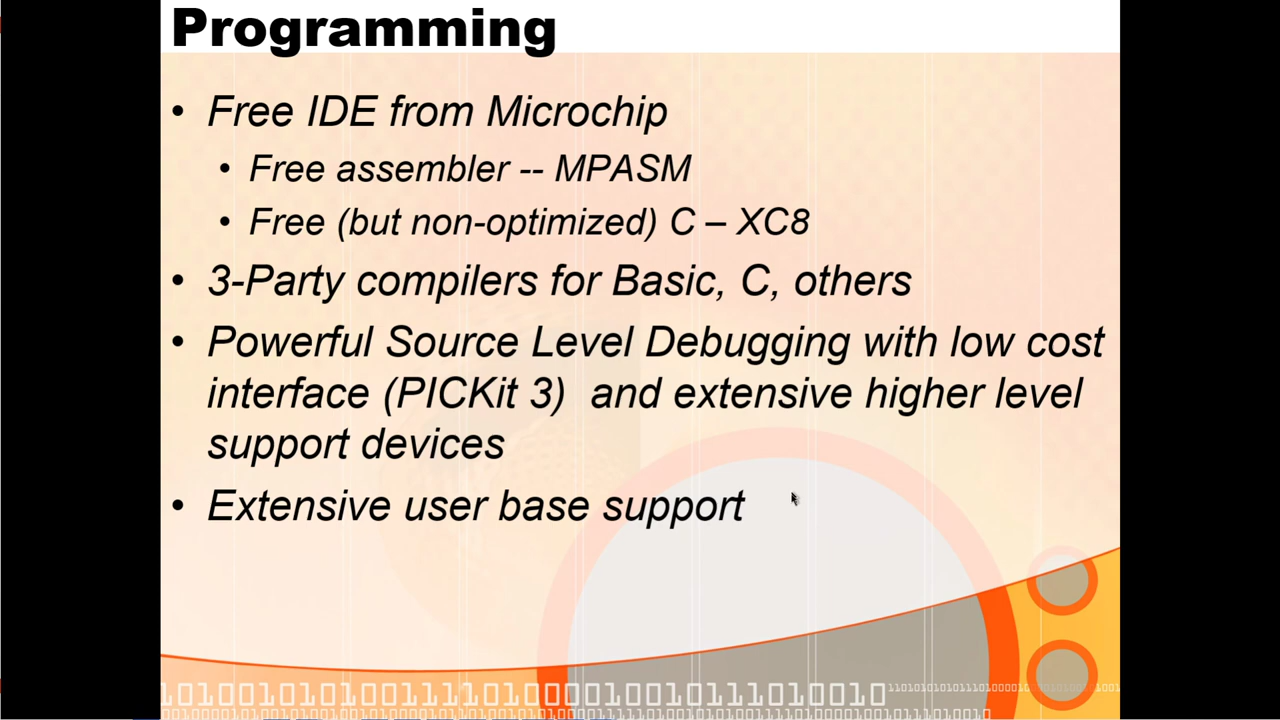 Programming
• Free IDE from Microchip
• Free assembler -- MPASM
• Free (but non-optimized) C – XC8
• 3-Party compilers for Basic, C, others
• Powerful Source Level Debugging with low cost
interface (PICKit 3)  and extensive higher level
support devices
• Extensive user base support